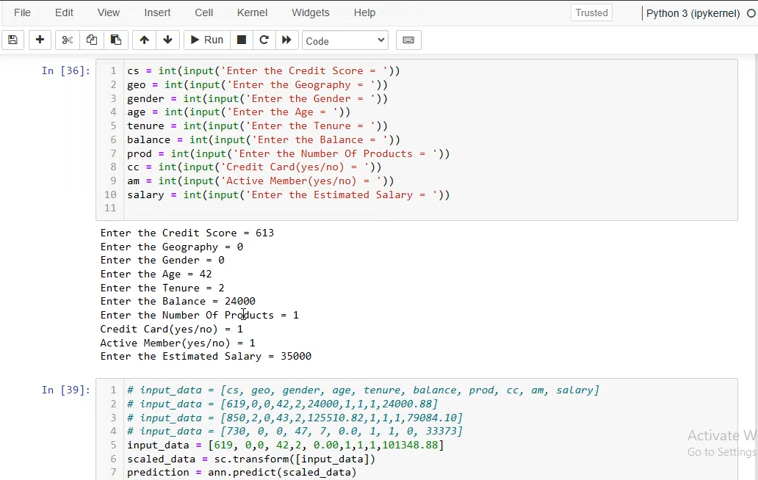 File Edit View Insert Cell Kernel Widgets Help Trusted Python 3 (ipykernel)
Run Code
In [36]:
1 cs = int(input('Enter the Credit Score = '))
2 geo = int(input('Enter the Geography = '))
3 gender = int(input('Enter the Gender = '))
4 age = int(input('Enter the Age = '))
5 tenure = int(input('Enter the Tenure = '))
6 balance = int(input('Enter the Balance = '))
7 prod = int(input('Enter the Number Of Products = '))
8 cc = int(input('Credit Card(yes/no) = '))
9 am = int(input('Active Member(yes/no) = '))
10 salary = int(input('Enter the Estimated Salary = '))
11
Enter the Credit Score = 613
Enter the Geography = 0
Enter the Gender = 0
Enter the Age = 42
Enter the Tenure = 2
Enter the Balance = 24000
Enter the Number Of Products = 1
Credit Card(yes/no) = 1
Active Member(yes/no) = 1
Enter the Estimated Salary = 35000
In [39]:
1 # input_data = [cs, geo, gender, age, tenure, balance, prod, cc, am, salary]
2 # input_data = [619,0,0,42,2,24000,1,1,1,24000.88]
3 # input_data = [850,2,0,43,2,125510.82,1,1,1,79084.10]
4 # input_data = [730, 0, 0, 47, 7, 0.0, 1, 1, 0, 33373]
5 input_data = [619, 0,0, 42,2, 0.00,1,1,1,101348.88]
6 scaled_data = sc.transform([input_data])
7 prediction = ann.predict(scaled_data)
Activate W
Go to Settings